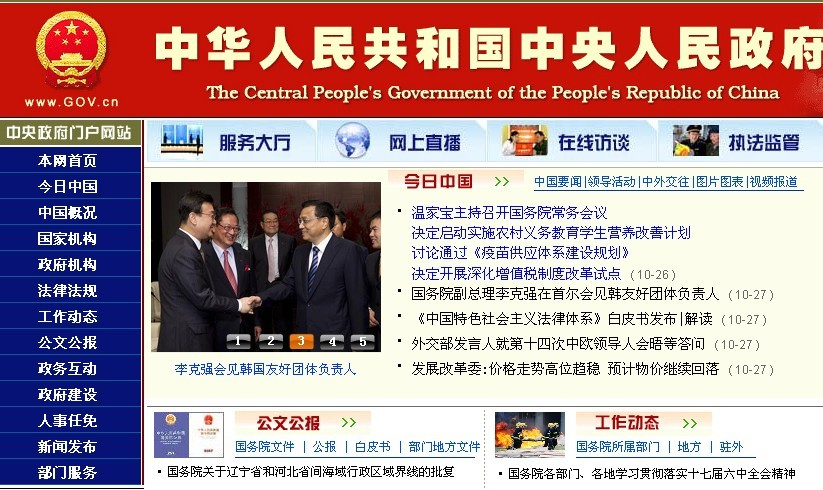 中华人民共和国中央人民政府
The Central People's Government of the People's Republic of China
www.GOV.cn
中央政府门户网站
本网首页
今日中国
中国概况
国家机构
政府机构
法律法规
工作动态
公文公报
政务互动
政府建设
人事任免
新闻发布
部门服务
服务大厅
网上直播
在线访谈
执法监管
1 2 3 4 5
李克强会见韩国友好团体负责人
今日中国 >>
中国要闻|领导活动|中外交往|图片图表|视频报道
温家宝主持召开国务院常务会议
决定启动实施农村义务教育学生营养改善计划
讨论通过《疫苗供应体系建设规划》
决定开展深化增值税制度改革试点 (10-26)
国务院副总理李克强在首尔会见韩友好团体负责人 (10-27)
《中国特色社会主义法律体系》白皮书发布|解读 (10-27)
外交部发言人就第十四次中欧领导人会晤等答问 (10-27)
发展改革委:价格走势高位趋稳 预计物价继续回落 (10-27)
公文公报 >>
国务院文件 | 公报 | 白皮书 | 部门地方文件
国务院关于辽宁省和河北省间海域行政区域界线的批复
工作动态 >>
国务院所属部门 | 地方 | 驻外
国务院各部门、各地学习贯彻落实十七届六中全会精神